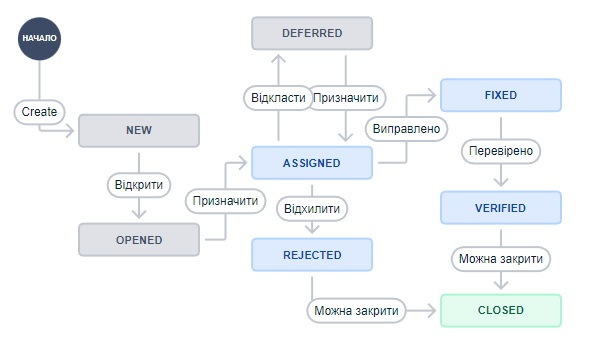 НАЧАЛО
Create
NEW
Відкрити
OPENED
Призначити
DEFERRED
Відкласти
Призначити
ASSIGNED
Відхилити
REJECTED
Можна закрити
Виправлено
FIXED
Перевірено
VERIFIED
Можна закрити
CLOSED